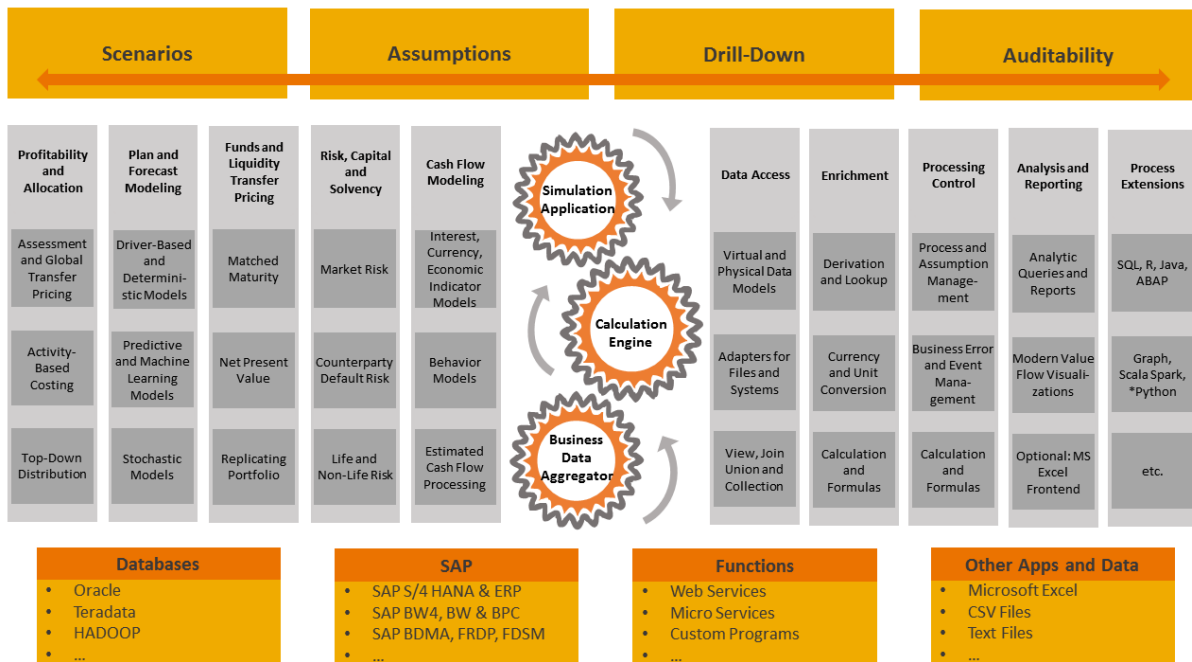 Scenarios
Assumptions
Drill-Down
Auditability
Profitability
and
Allocation
Assessment
and Global
Transfer
Pricing
Activity-
Based
Costing
Top-Down
Distribution
Plan and
Forecast
Modeling
Driver-Based
and
Determini-
stic Models
Predictive
and Machine
Learning
Models
Stochastic
Models
Funds and
Liquidity
Transfer
Pricing
Matched
Maturity
Net Present
Value
Replicating
Portfolio
Risk, Capital
and
Solvency
Market Risk
Counterparty
Default Risk
Life and
Non-Life Risk
Cash Flow
Modeling
Interest,
Currency,
Economic
Indicator
Models
Behavior
Models
Estimated
Cash Flow
Processing
Simulation
Application
Calculation
Engine
Business
Data
Aggregator
Data Access
Virtual and
Physical Data
Models
Adapters for
Files and
Systems
View, Join
Union and
Collection
Enrichment
Derivation
and Lookup
Currency
and Unit
Conversion
Calculation
and
Formulas
Processing
Control
Process and
Assumption
Manage-
ment
Business Error
and Event
Mana-
gement
Calculation
and
Formulas
Analysis and
Reporting
Analytic
Queries and
Reports
Modern Value
Flow Visuali-
zations
Optional: MS
Excel
Frontend
Process
Extensions
SQL, R, Java,
ABAP
Graph,
Scala Spark,
*Python
etc.
Databases
• Oracle
• Teradata
• HADOOP
• ...
SAP
• SAP S/4 HANA & ERP
• SAP BW4, BW & BPC
• SAP BDMA, FRDP, FDSM
• ...
Functions
• Web Services
• Micro Services
• Custom Programs
• ...
Other Apps and Data
• Microsoft Excel
• CSV Files
• Text Files
• ...